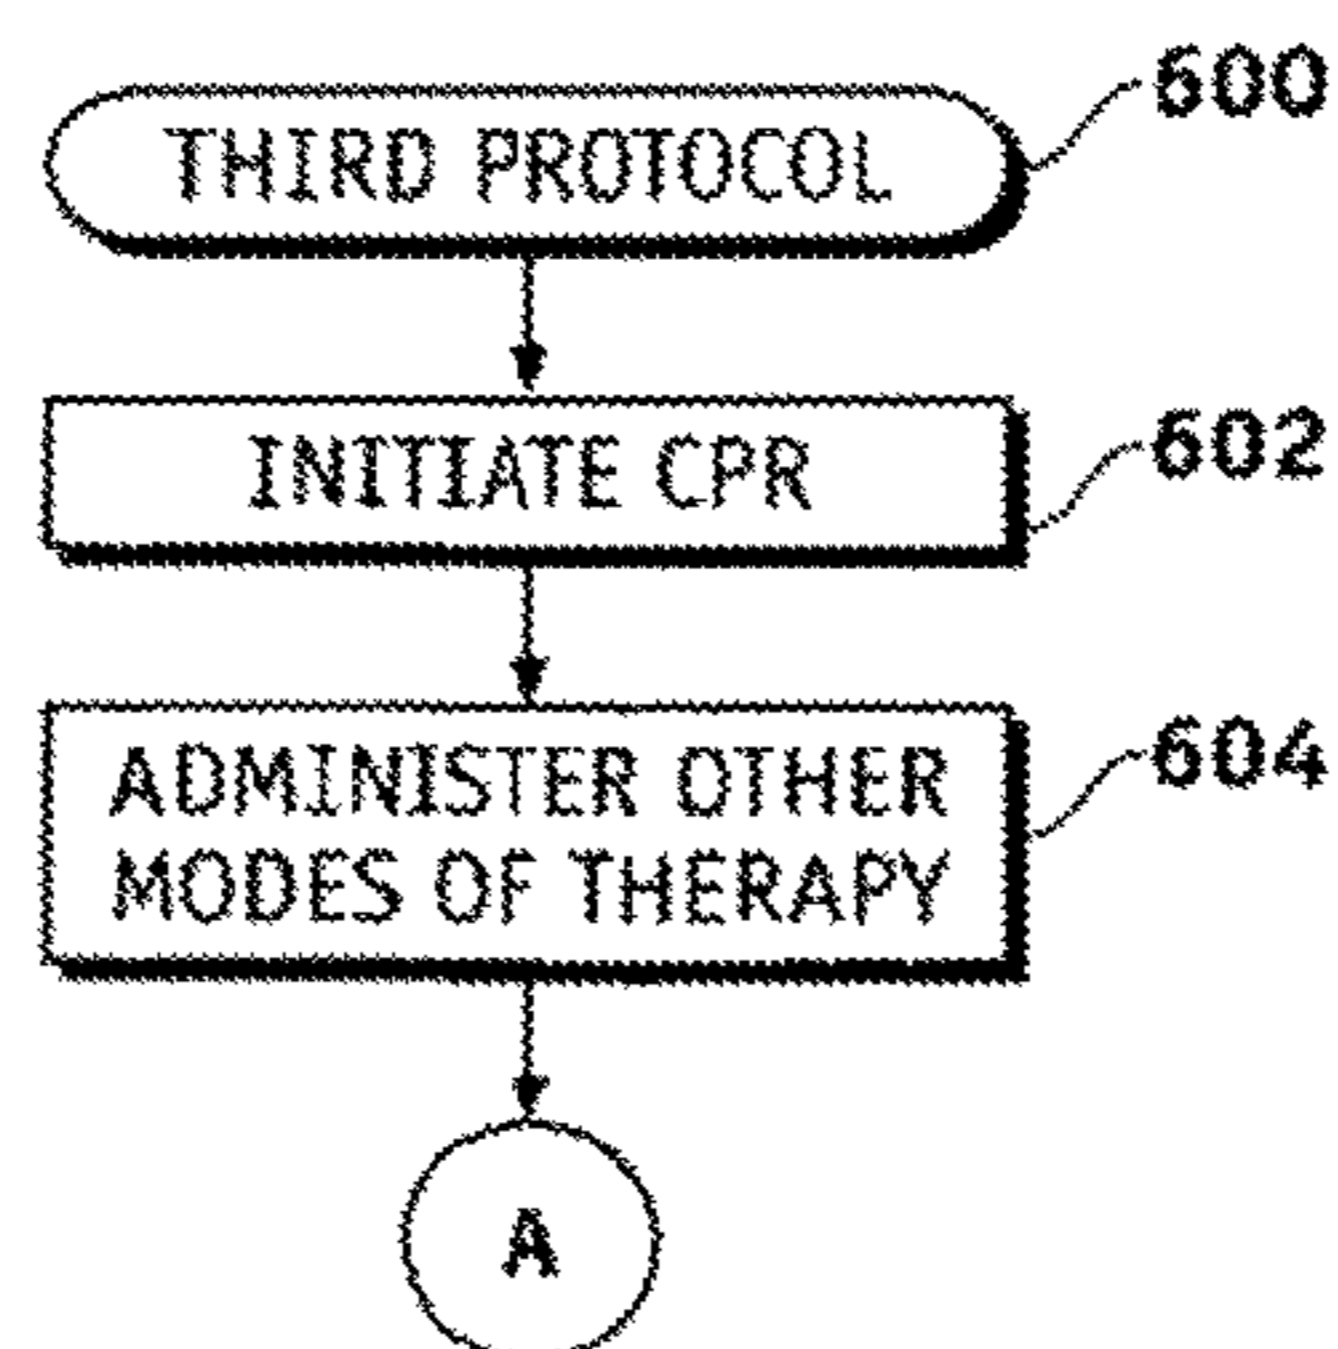 THIRD PROTOCOL
600
INITIATE CPR
602
ADMINISTER OTHER
MODES OF THERAPY
604
A